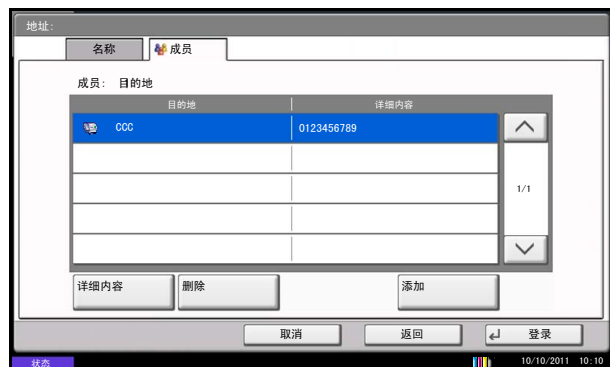 地址:
名称 成员
成员: 目的地
目的地 详细内容
CCC 0123456789
1/1
详细内容 删除 添加
取消 返回 登录
状态 10/10/2011 10:10